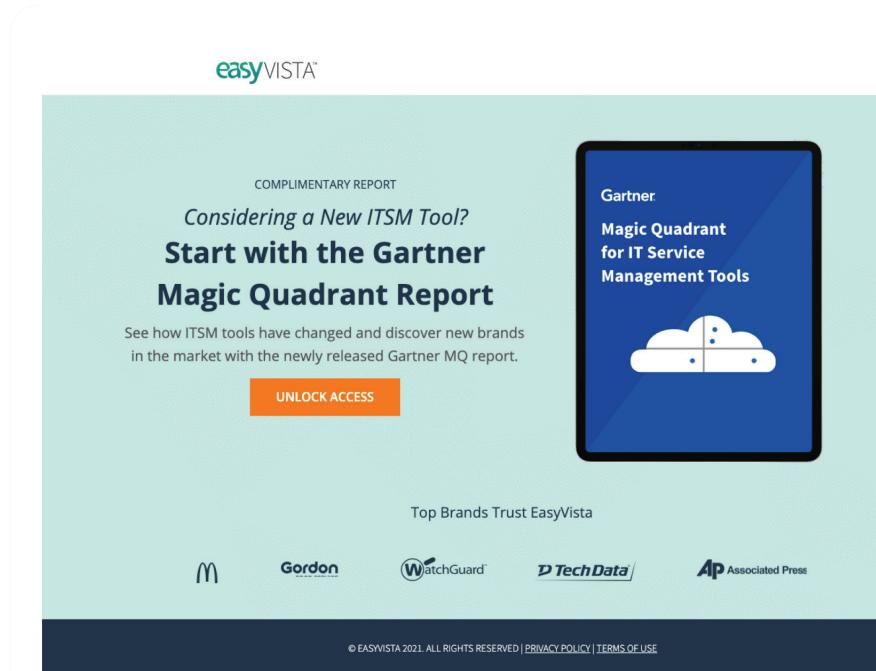 easyVISTA™
COMPLIMENTARY REPORT
Considering a New ITSM Tool?
Start with the Gartner
Magic Quadrant Report
See how ITSM tools have changed and discover new brands
in the market with the newly released Gartner MQ report.
UNLOCK ACCESS
Gartner
Magic Quadrant
for IT Service
Management Tools
Top Brands Trust EasyVista
Gordon
WatchGuard
TechData
AP Associated Press
© EASYVISTA 2021. ALL RIGHTS RESERVED | PRIVACY POLICY | TERMS OF USE